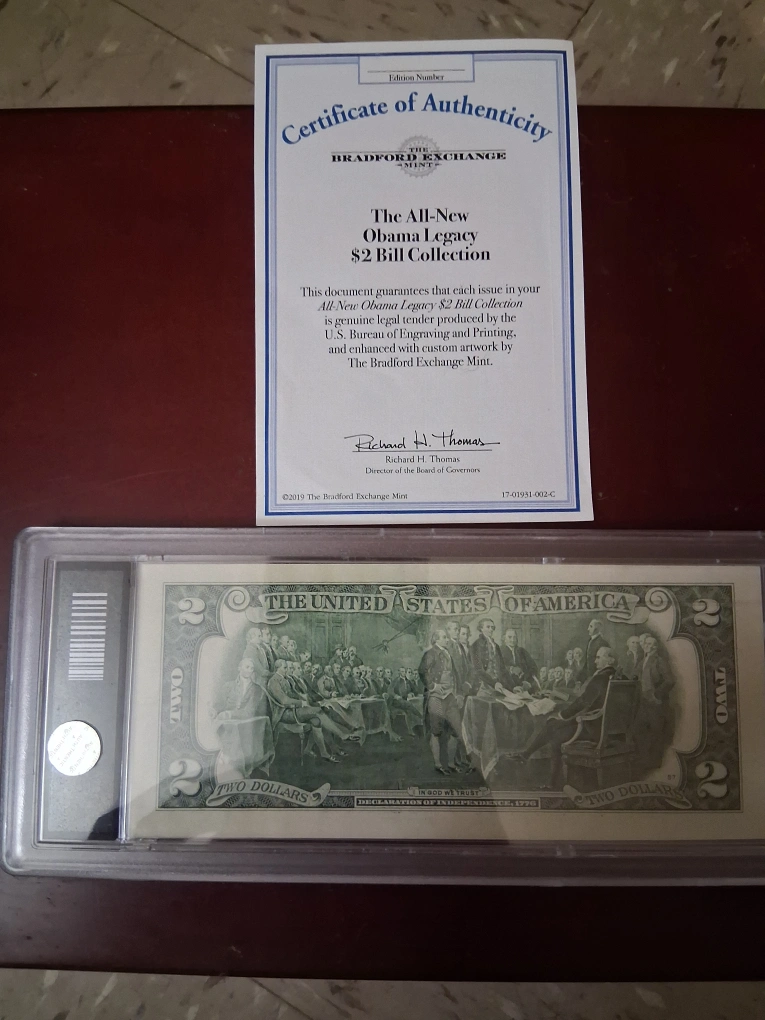 Edition Number
Certificate of Authenticity
THE
BRADFORD EXCHANGE
MINT
The All-New
Obama Legacy
$2 Bill Collection
This document guarantees that each issue in your
All-New Obama Legacy $2 Bill Collection
is genuine legal tender produced by the
U.S. Bureau of Engraving and Printing,
and enhanced with custom artwork by
The Bradford Exchange Mint.
Richard H. Thomas
Richard H. Thomas
Director of the Board of Governors
©2019 The Bradford Exchange Mint 17-01931-002-C
2 THE UNITED STATES OF AMERICA 2
TWO TWO
2 TWO DOLLARS IN GOD WE TRUST TWO DOLLARS 2
DECLARATION OF INDEPENDENCE, 1776